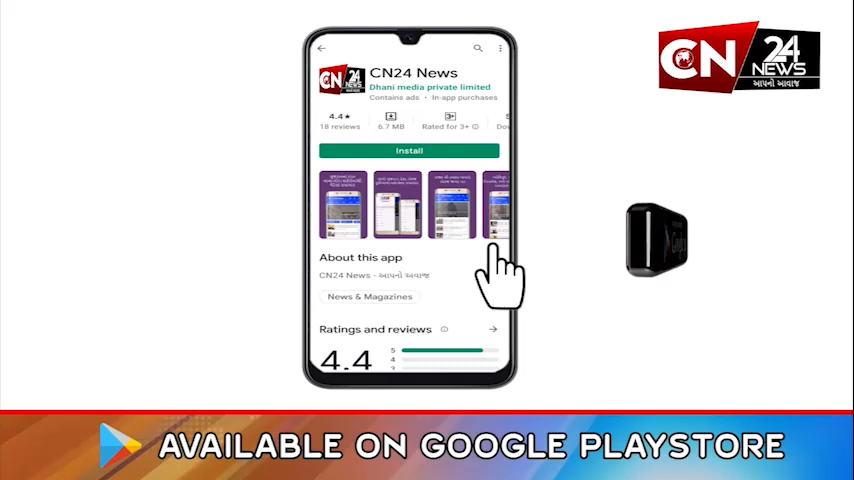 CN 24
NEWS
આપનો અવાજ
CN 24
NEWS
CN24 News
Dhani media private limited
Contains ads • In-app purchases
4.4★
18 reviews
6.7 MB
3+
Rated for 3+
Install
About this app
CN24 News - આપનો અવાજ
News & Magazines
Ratings and reviews
4.4
5
4
3
AVAILABLE ON GOOGLE PLAYSTORE